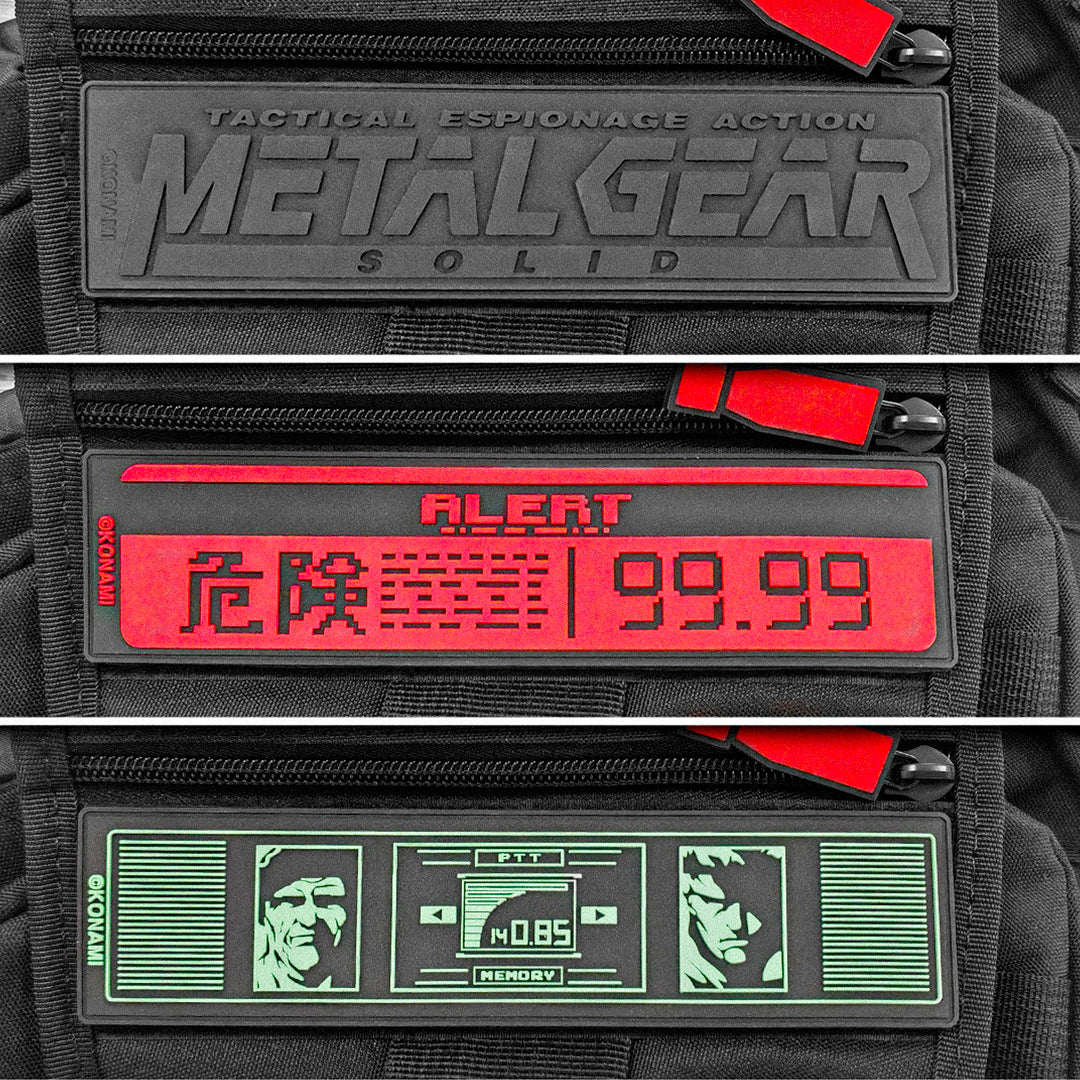 TACTICAL ESPIONAGE ACTION
METAL GEAR
SOLID
©KONAMI
ALERT
危険 99.99
©KONAMI
PTT
140.85
MEMORY
©KONAMI